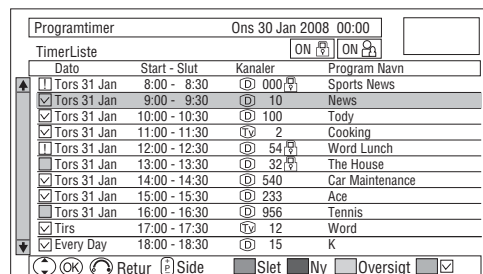 Programtimer Ons 30 Jan 2008 00:00
TimerListe ON ON
Dato Start - Slut Kanaler Program Navn
! Tors 31 Jan 8:00 - 8:30 D 000 Sports News
Tors 31 Jan 9:00 - 9:30 D 10 News
Tors 31 Jan 10:00 - 10:30 D 100 Tody
Tors 31 Jan 11:00 - 11:30 TV 2 Cooking
! Tors 31 Jan 12:00 - 12:30 D 54 Word Lunch
Tors 31 Jan 13:00 - 13:30 D 32 The House
Tors 31 Jan 14:00 - 14:30 D 540 Car Maintenance
Tors 31 Jan 15:00 - 15:30 D 233 Ace
Tors 31 Jan 16:00 - 16:30 D 956 Tennis
Tirs 17:00 - 17:30 TV 12 Word
Every Day 18:00 - 18:30 D 15 K
OK Retur P Side Slet Ny Oversigt